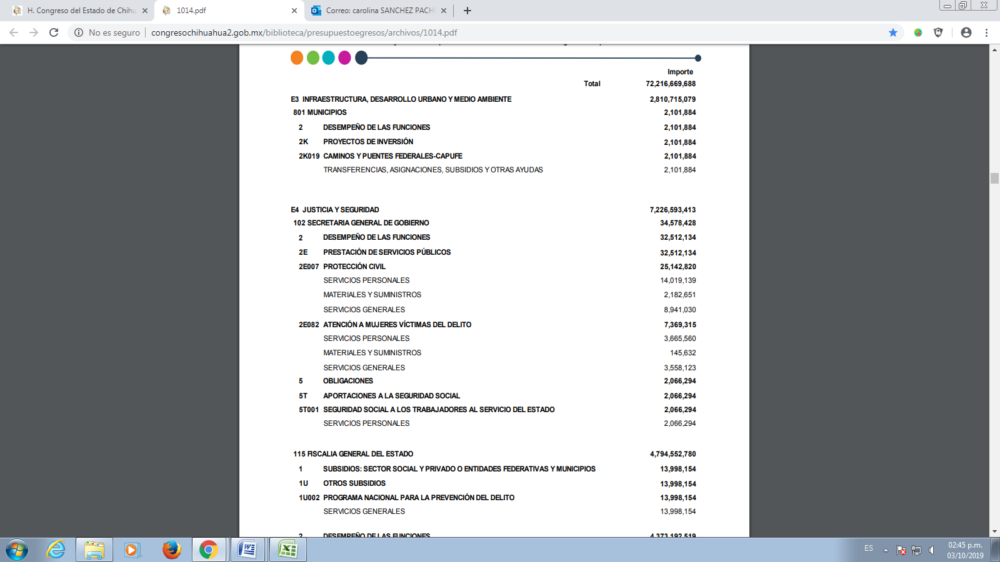 H. Congreso del Estado de Chihu
1014.pdf
Correo: carolina SANCHEZ PACH
No es seguro
congresochihuahua2.gob.mx/biblioteca/presupuestoegresos/archivos/1014.pdf
Importe
Total 72,216,669,688
E3 INFRAESTRUCTURA, DESARROLLO URBANO Y MEDIO AMBIENTE 2,810,715,079
801 MUNICIPIOS 2,101,884
2 DESEMPEÑO DE LAS FUNCIONES 2,101,884
2K PROYECTOS DE INVERSIÓN 2,101,884
2K019 CAMINOS Y PUENTES FEDERALES-CAPUFE 2,101,884
TRANSFERENCIAS, ASIGNACIONES, SUBSIDIOS Y OTRAS AYUDAS 2,101,884
E4 JUSTICIA Y SEGURIDAD 7,226,593,413
102 SECRETARIA GENERAL DE GOBIERNO 34,578,428
2 DESEMPEÑO DE LAS FUNCIONES 32,512,134
2E PRESTACIÓN DE SERVICIOS PÚBLICOS 32,512,134
2E007 PROTECCIÓN CIVIL 25,142,820
SERVICIOS PERSONALES 14,019,139
MATERIALES Y SUMINISTROS 2,182,651
SERVICIOS GENERALES 8,941,030
2E082 ATENCIÓN A MUJERES VÍCTIMAS DEL DELITO 7,369,315
SERVICIOS PERSONALES 3,665,560
MATERIALES Y SUMINISTROS 145,632
SERVICIOS GENERALES 3,558,123
5 OBLIGACIONES 2,066,294
5T APORTACIONES A LA SEGURIDAD SOCIAL 2,066,294
5T001 SEGURIDAD SOCIAL A LOS TRABAJADORES AL SERVICIO DEL ESTADO 2,066,294
SERVICIOS PERSONALES 2,066,294
115 FISCALIA GENERAL DEL ESTADO 4,794,552,780
1 SUBSIDIOS: SECTOR SOCIAL Y PRIVADO O ENTIDADES FEDERATIVAS Y MUNICIPIOS 13,998,154
1U OTROS SUBSIDIOS 13,998,154
1U002 PROGRAMA NACIONAL PARA LA PREVENCIÓN DEL DELITO 13,998,154
SERVICIOS GENERALES 13,998,154
2 DESEMPEÑO DE LAS FUNCIONES 4,373,192,519
ES
02:45 p.m.
03/10/2019